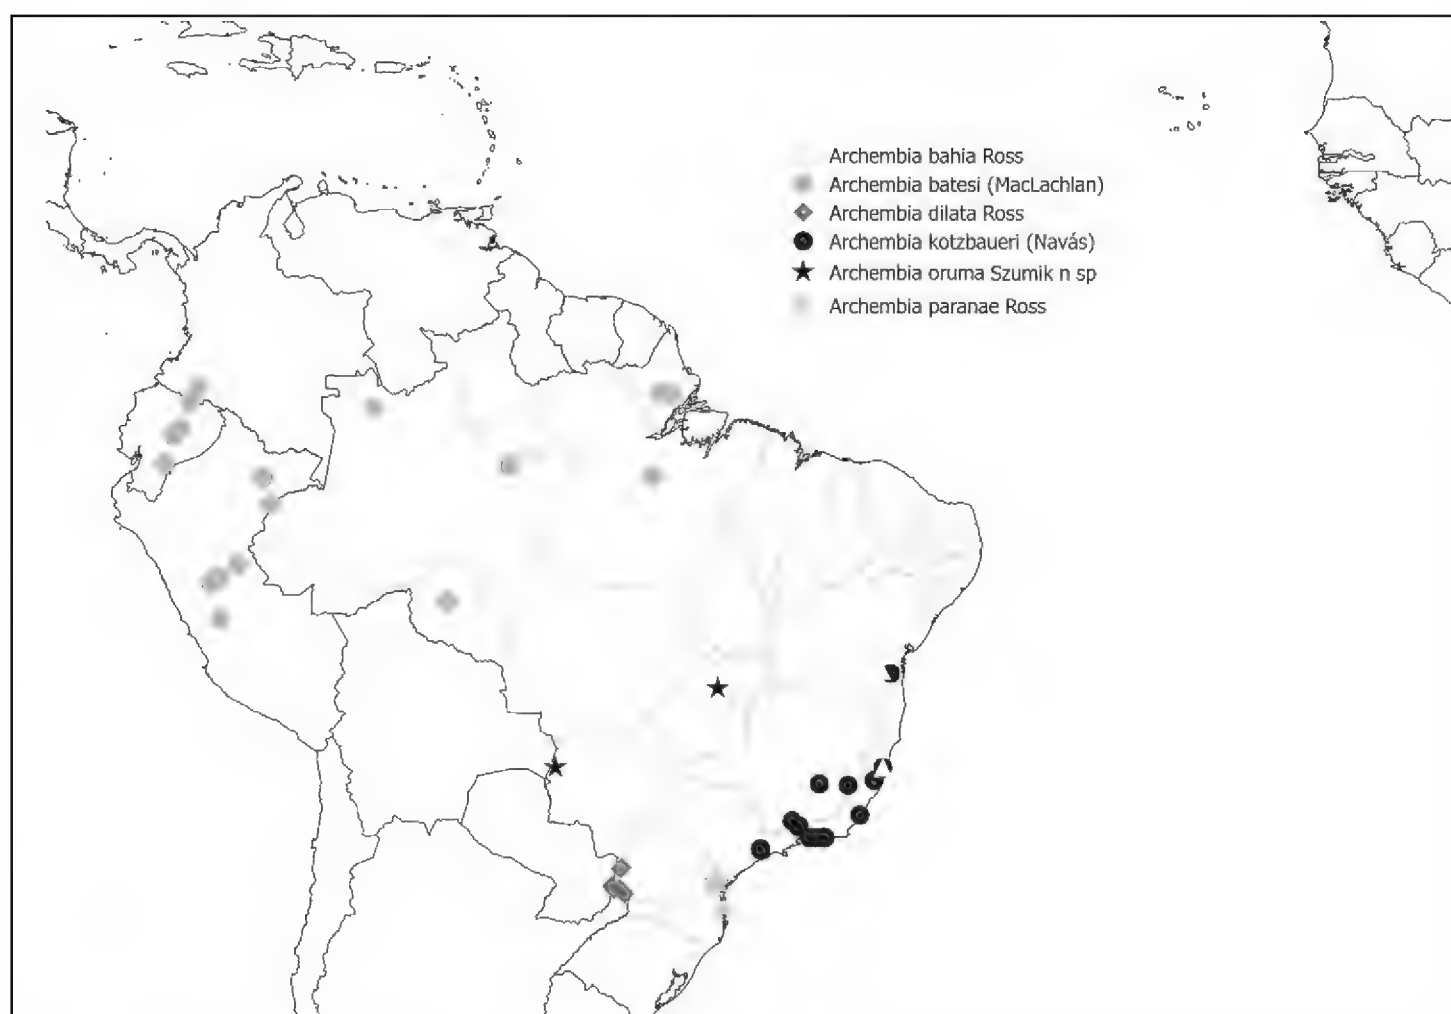 Archembia bahia Ross
Archembia batesi (MacLachlan)
Archembia dilata Ross
Archembia kotzbaueri (Navás)
Archembia oruma Szumik n sp
Archembia paranae Ross